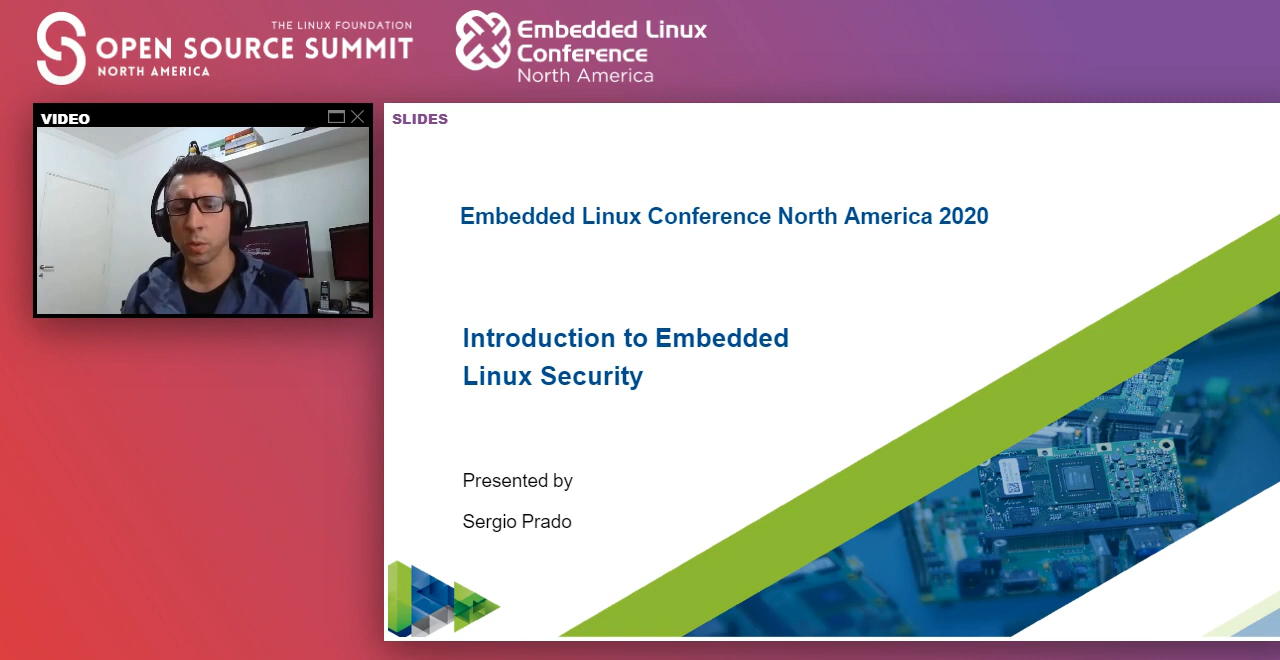 THE LINUX FOUNDATION
OPEN SOURCE SUMMIT
NORTH AMERICA
Embedded Linux
Conference
North America
VIDEO
SLIDES
Embedded Linux Conference North America 2020
Introduction to Embedded
Linux Security
Presented by
Sergio Prado